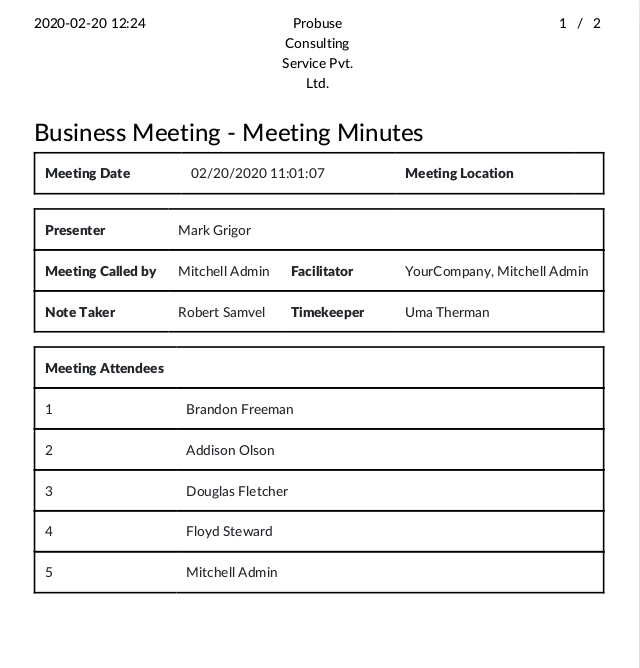 2020-02-20 12:24 Probuse 1 / 2
Consulting
Service Pvt.
Ltd.
Business Meeting - Meeting Minutes
Meeting Date 02/20/2020 11:01:07 Meeting Location
Presenter Mark Grigor
Meeting Called by Mitchell Admin Facilitator YourCompany, Mitchell Admin
Note Taker Robert Samvel Timekeeper Uma Therman
Meeting Attendees
1 Brandon Freeman
2 Addison Olson
3 Douglas Fletcher
4 Floyd Steward
5 Mitchell Admin